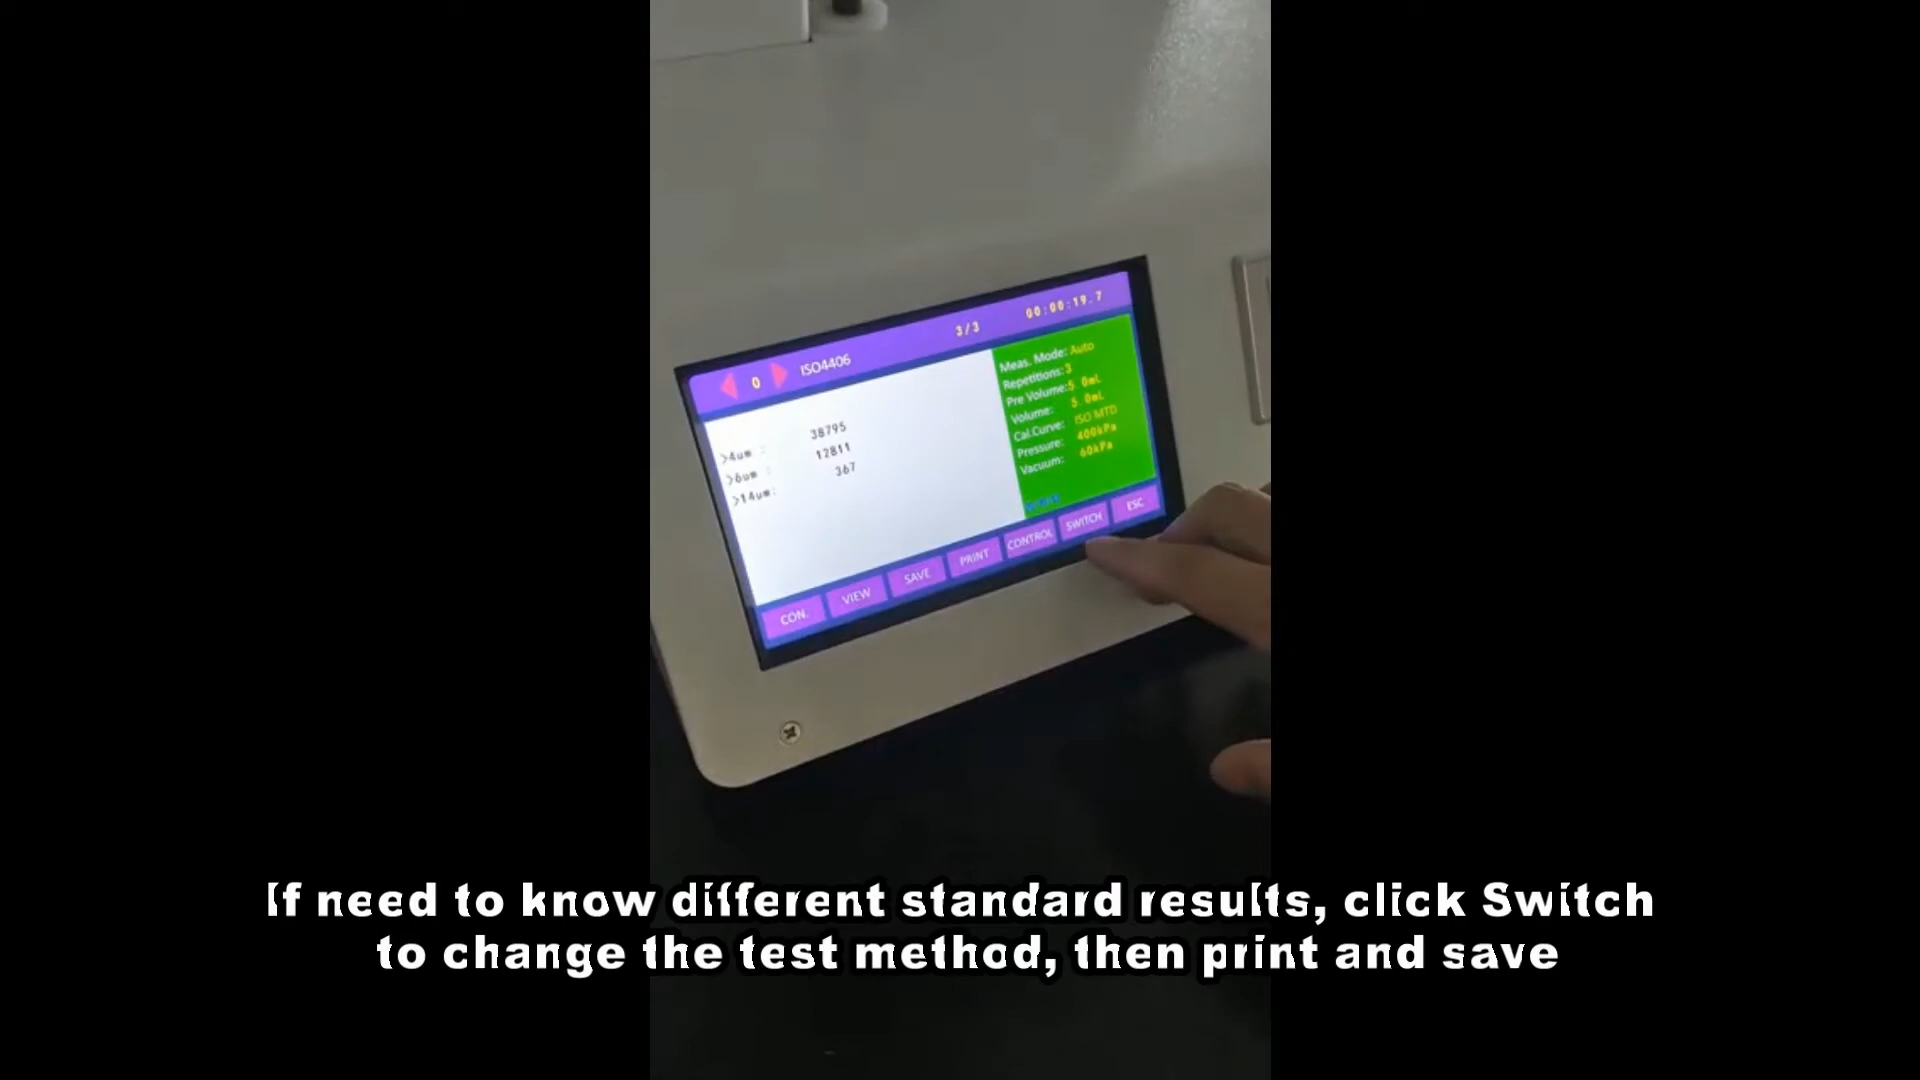 0 ISO4406 3/3 00:00:19.7
>4um : 38795
>6um : 12811
>14um: 367
Meas. Mode: Auto
Repetitions: 3
Pre Volume: 5.0mL
Volume: 5.0mL
Cal.Curve: ISO MTD
Pressure: 400kPa
Vacuum: 60kPa
CON. VIEW SAVE PRINT CONTROL SWITCH ESC
If need to know different standard results, click Switch
to change the test method, then print and save